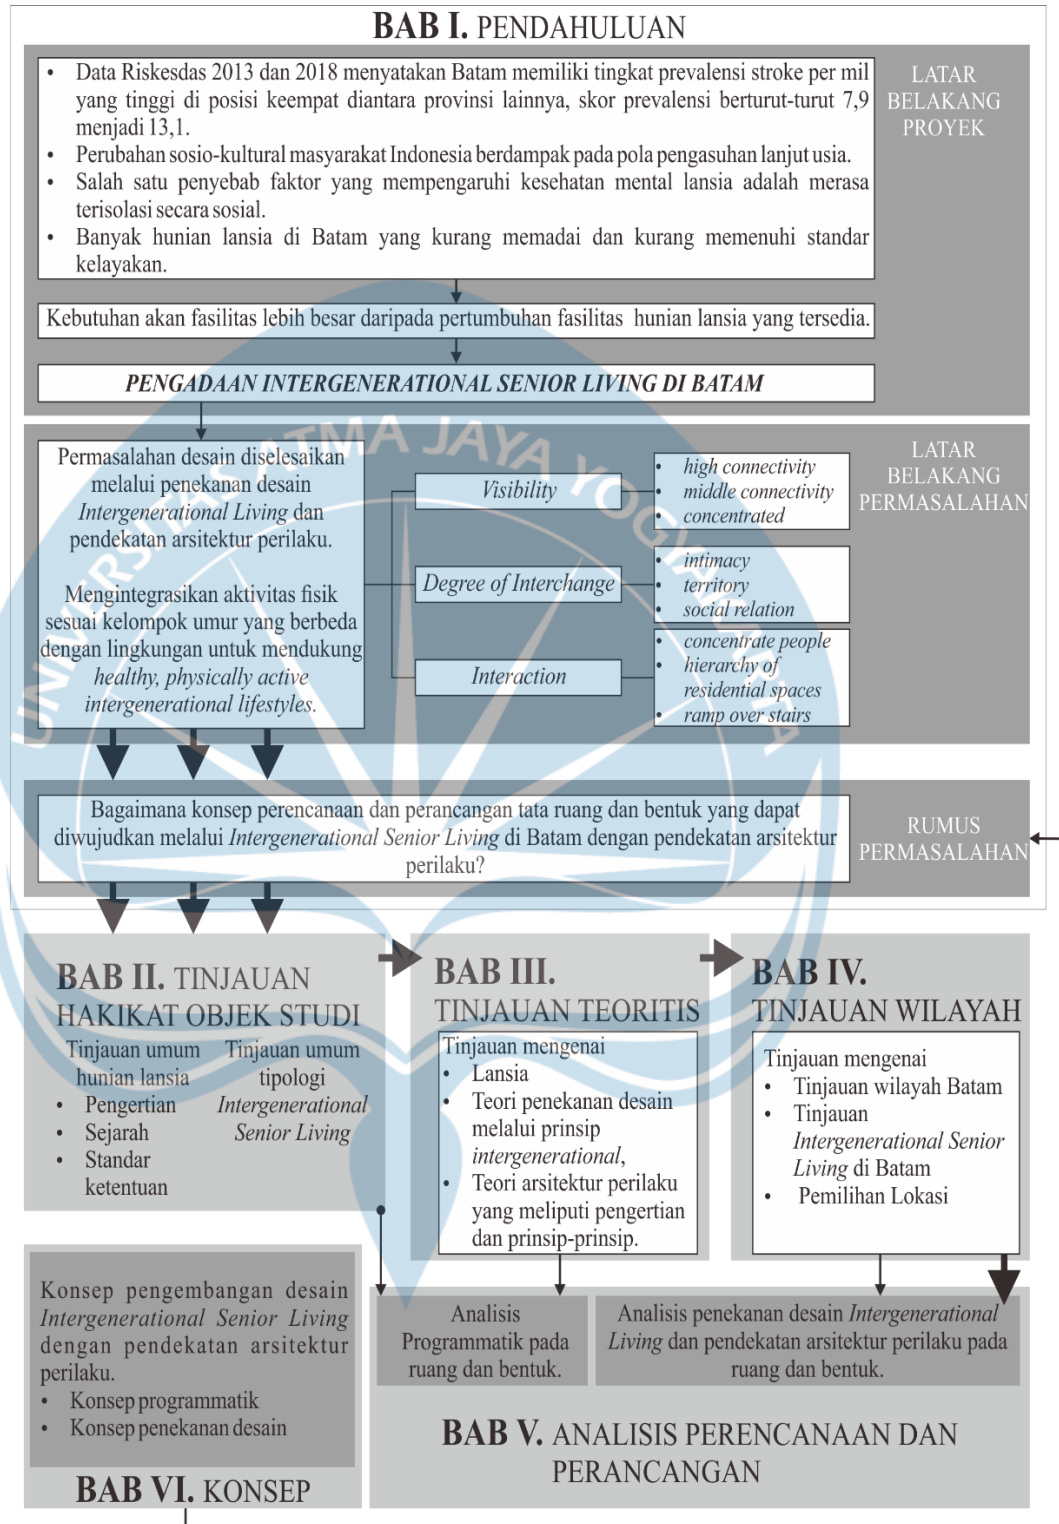 BAB I. PENDAHULUAN
• Data Riskesdas 2013 dan 2018 menyatakan Batam memiliki tingkat prevalensi stroke per mil
yang tinggi di posisi keempat diantara provinsi lainnya, skor prevalensi berturut-turut 7,9
menjadi 13,1.
• Perubahan sosio-kultural masyarakat Indonesia berdampak pada pola pengasuhan lanjut usia.
• Salah satu penyebab faktor yang mempengaruhi kesehatan mental lansia adalah merasa
terisolasi secara sosial.
• Banyak hunian lansia di Batam yang kurang memadai dan kurang memenuhi standar
kelayakan.
LATAR
BELAKANG
PROYEK
Kebutuhan akan fasilitas lebih besar daripada pertumbuhan fasilitas hunian lansia yang tersedia.
PENGADAAN INTERGENERATIONAL SENIOR LIVING DI BATAM
Permasalahan desain diselesaikan
melalui penekanan desain
Intergenerational Living dan
pendekatan arsitektur perilaku.
Mengintegrasikan aktivitas fisik
sesuai kelompok umur yang berbeda
dengan lingkungan untuk mendukung
healthy, physically active
intergenerational lifestyles.
Visibility
• high connectivity
• middle connectivity
• concentrated
Degree of Interchange
• intimacy
• territory
• social relation
Interaction
• concentrate people
• hierarchy of
residential spaces
• ramp over stairs
LATAR
BELAKANG
PERMASALAHAN
Bagaimana konsep perencanaan dan perancangan tata ruang dan bentuk yang dapat
diwujudkan melalui Intergenerational Senior Living di Batam dengan pendekatan arsitektur
perilaku?
RUMUS
PERMASALAHAN
BAB II. TINJAUAN
HAKIKAT OBJEK STUDI
Tinjauan umum
hunian lansia
• Pengertian
• Sejarah
• Standar
ketentuan
Tinjauan umum
tipologi
Intergenerational
Senior Living
BAB III.
TINJAUAN TEORITIS
Tinjauan mengenai
• Lansia
• Teori penekanan desain
melalui prinsip
intergenerational,
• Teori arsitektur perilaku
yang meliputi pengertian
dan prinsip-prinsip.
BAB IV.
TINJAUAN WILAYAH
Tinjauan mengenai
• Tinjauan wilayah Batam
• Tinjauan
Intergenerational Senior
Living di Batam
• Pemilihan Lokasi
Analisis
Programmatik pada
ruang dan bentuk.
Analisis penekanan desain Intergenerational
Living dan pendekatan arsitektur perilaku pada
ruang dan bentuk.
BAB V. ANALISIS PERENCANAAN DAN
PERANCANGAN
Konsep pengembangan desain
Intergenerational Senior Living
dengan pendekatan arsitektur
perilaku.
• Konsep programmatik
• Konsep penekanan desain
BAB VI. KONSEP
UNIVERSITAS ATMA JAYA YOGYAKARTA